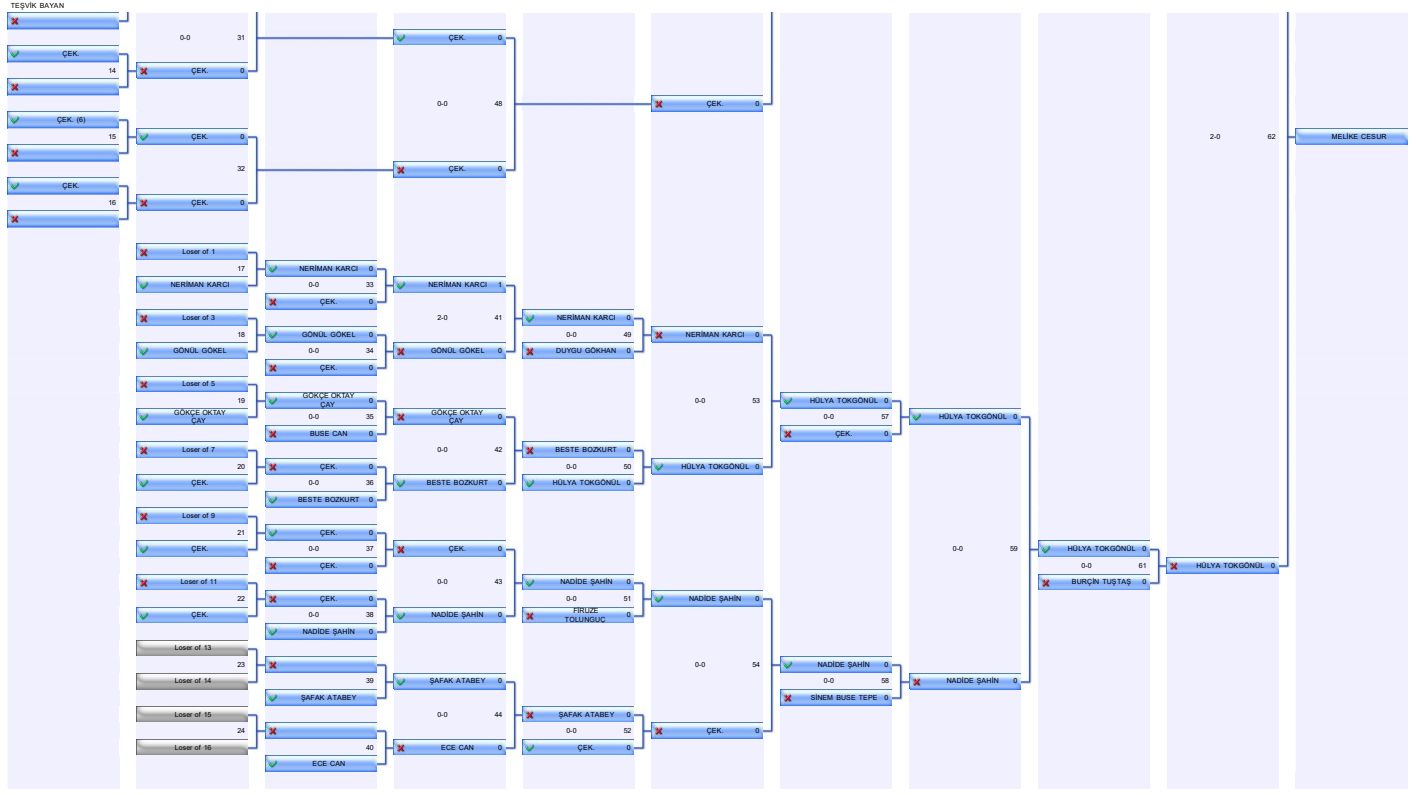 TEŞVİK BAYAN
0-0 31
ÇEK. 0
ÇEK.
14
ÇEK. 0
0-0 48
ÇEK. 0
ÇEK. (6)
15
ÇEK. 0
2-0 62
MELİKE CESUR
32
ÇEK. 0
ÇEK.
16
ÇEK. 0
Loser of 1
17
NERİMAN KARCI 0
NERİMAN KARCI
0-0 33
NERİMAN KARCI 1
ÇEK. 0
Loser of 3
2-0 41
NERİMAN KARCI 0
18
GÖNÜL GÖKEL 0
0-0 49
NERİMAN KARCI 0
GÖNÜL GÖKEL
0-0 34
GÖNÜL GÖKEL 0
DUYGU GÖKHAN 0
ÇEK. 0
Loser of 5
19
GÖKÇE OKTAY
ÇAY 0
0-0 53
HÜLYA TOKGÖNÜL 0
GÖKÇE OKTAY
ÇAY
0-0 35
GÖKÇE OKTAY
ÇAY 0
0-0 57
HÜLYA TOKGÖNÜL 0
BUSE CAN 0
ÇEK. 0
Loser of 7
0-0 42
BESTE BOZKURT 0
20
ÇEK. 0
0-0 50
HÜLYA TOKGÖNÜL 0
ÇEK.
0-0 36
BESTE BOZKURT 0
HÜLYA TOKGÖNÜL 0
BESTE BOZKURT 0
Loser of 9
21
ÇEK. 0
ÇEK.
0-0 37
ÇEK. 0
0-0 59
HÜLYA TOKGÖNÜL 0
ÇEK. 0
0-0 61
HÜLYA TOKGÖNÜL 0
Loser of 11
0-0 43
NADİDE ŞAHİN 0
BURÇİN TUŞTAŞ 0
22
ÇEK. 0
0-0 51
NADİDE ŞAHİN 0
ÇEK.
0-0 38
NADİDE ŞAHİN 0
FİRUZE
TOLUNGUÇ 0
NADİDE ŞAHİN 0
Loser of 13
23
0-0 54
NADİDE ŞAHİN 0
Loser of 14
39
ŞAFAK ATABEY 0
0-0 58
NADİDE ŞAHİN 0
ŞAFAK ATABEY
SİNEM BUSE TEPE 0
Loser of 15
0-0 44
ŞAFAK ATABEY 0
24
0-0 52
ÇEK. 0
Loser of 16
40
ECE CAN 0
ÇEK. 0
ECE CAN